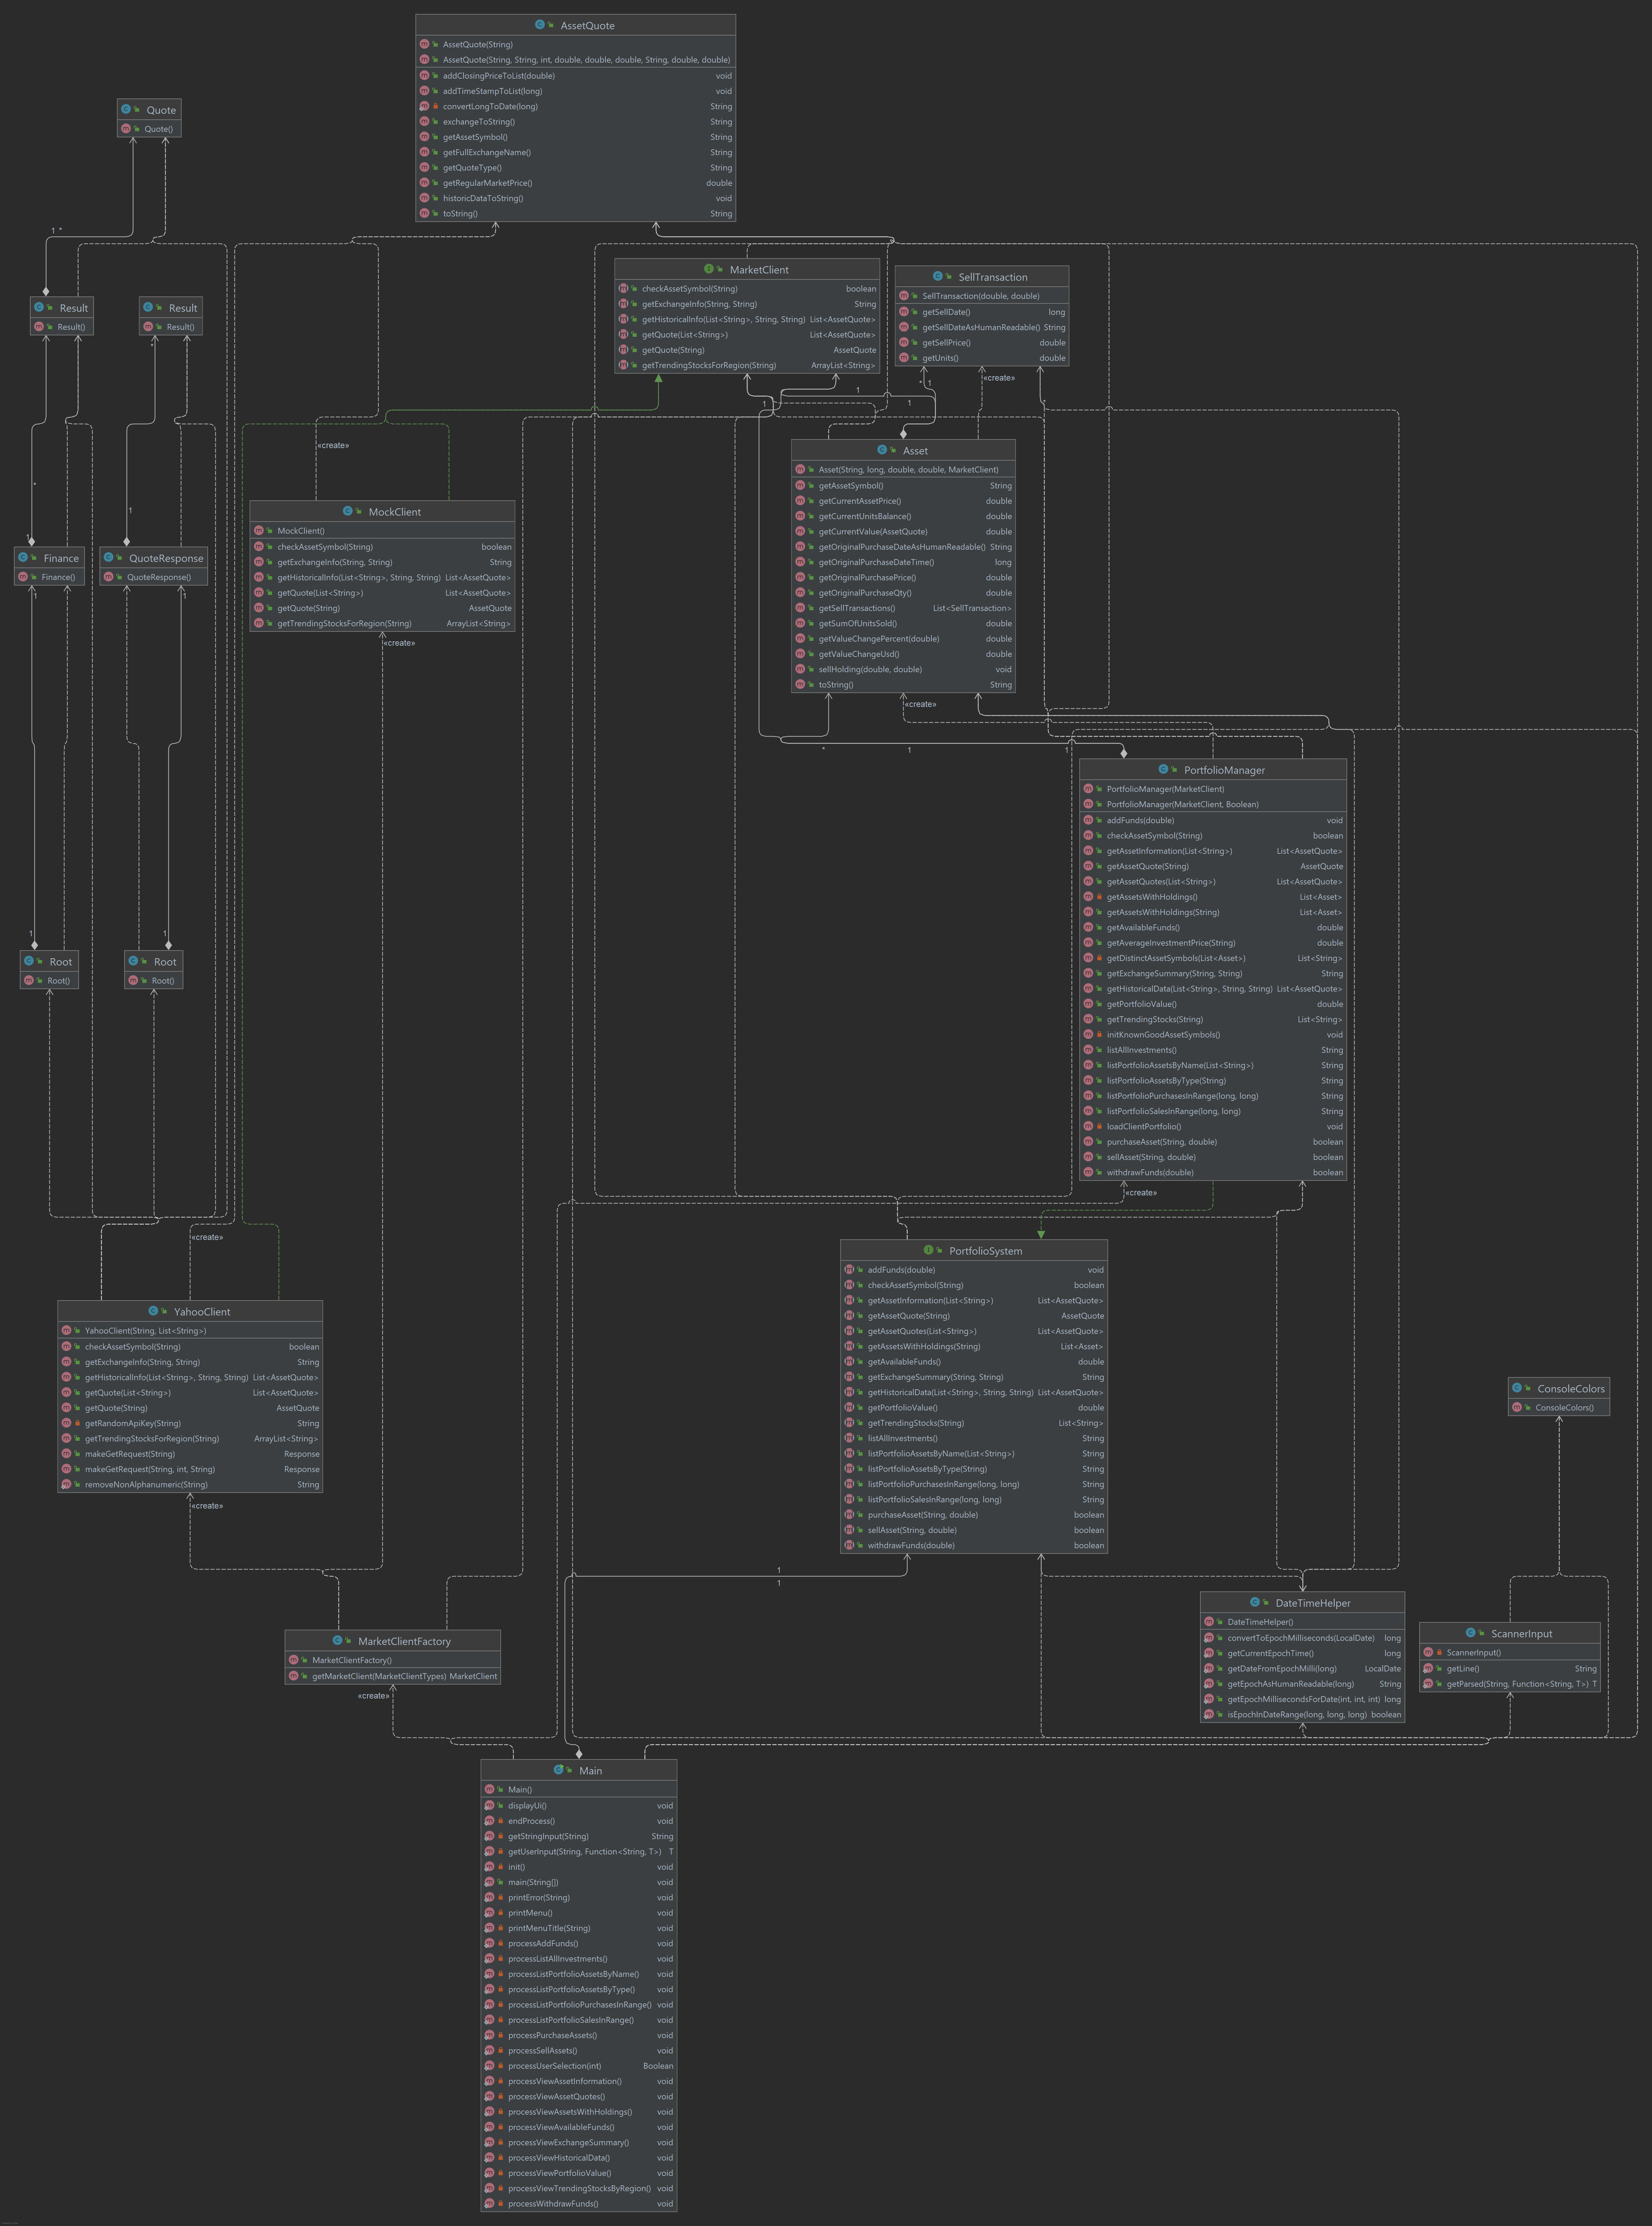 AssetQuote
AssetQuote(String)
AssetQuote(String, String, int, double, double, double, String, double, double)
addClosingPriceToList(double) void
addTimeStampToList(long) void
convertLongToDate(long) String
exchangeToString() String
getAssetSymbol() String
getFullExchangeName() String
getQuoteType() String
getRegularMarketPrice() double
historicDataToString() void
toString() String
Quote
Quote()
1 *
MarketClient
checkAssetSymbol(String) boolean
getExchangeInfo(String, String) String
getHistoricalInfo(List<String>, String, String) List<AssetQuote>
getQuote(List<String>) List<AssetQuote>
getQuote(String) AssetQuote
getTrendingStocksForRegion(String) ArrayList<String>
SellTransaction
SellTransaction(double, double)
getSellDate() long
getSellDateAsHumanReadable() String
getSellPrice() double
getUnits() double
Result
Result()
Result
Result()
*
«create»
* 1
1
1
1
*
«create»
Asset
Asset(String, long, double, double, MarketClient)
getAssetSymbol() String
getCurrentAssetPrice() double
getCurrentUnitsBalance() double
getCurrentValue(AssetQuote) double
getOriginalPurchaseDateAsHumanReadable() String
getOriginalPurchaseDateTime() long
getOriginalPurchasePrice() double
getOriginalPurchaseQty() double
getSellTransactions() List<SellTransaction>
getSumOfUnitsSold() double
getValueChangePercent(double) double
getValueChangeUsd() double
sellHolding(double, double) void
toString() String
*
1
1
MockClient
MockClient()
checkAssetSymbol(String) boolean
getExchangeInfo(String, String) String
getHistoricalInfo(List<String>, String, String) List<AssetQuote>
getQuote(List<String>) List<AssetQuote>
getQuote(String) AssetQuote
getTrendingStocksForRegion(String) ArrayList<String>
Finance
Finance()
QuoteResponse
QuoteResponse()
1
1
«create»
«create»
* 1 1
PortfolioManager
PortfolioManager(MarketClient)
PortfolioManager(MarketClient, Boolean)
addFunds(double) void
checkAssetSymbol(String) boolean
getAssetInformation(List<String>) List<AssetQuote>
getAssetQuote(String) AssetQuote
getAssetQuotes(List<String>) List<AssetQuote>
getAssetsWithHoldings() List<Asset>
getAssetsWithHoldings(String) List<Asset>
getAvailableFunds() double
getAverageInvestmentPrice(String) double
getDistinctAssetSymbols(List<Asset>) List<String>
getExchangeSummary(String, String) String
getHistoricalData(List<String>, String, String) List<AssetQuote>
getPortfolioValue() double
getTrendingStocks(String) List<String>
initKnownGoodAssetSymbols() void
listAllInvestments() String
listPortfolioAssetsByName(List<String>) String
listPortfolioAssetsByType(String) String
listPortfolioPurchasesInRange(long, long) String
listPortfolioSalesInRange(long, long) String
loadClientPortfolio() void
purchaseAsset(String, double) boolean
sellAsset(String, double) boolean
withdrawFunds(double) boolean
1
1
Root
Root()
Root
Root()
«create»
«create»
PortfolioSystem
addFunds(double) void
checkAssetSymbol(String) boolean
getAssetInformation(List<String>) List<AssetQuote>
getAssetQuote(String) AssetQuote
getAssetQuotes(List<String>) List<AssetQuote>
getAssetsWithHoldings(String) List<Asset>
getAvailableFunds() double
getExchangeSummary(String, String) String
getHistoricalData(List<String>, String, String) List<AssetQuote>
getPortfolioValue() double
getTrendingStocks(String) List<String>
listAllInvestments() String
listPortfolioAssetsByName(List<String>) String
listPortfolioAssetsByType(String) String
listPortfolioPurchasesInRange(long, long) String
listPortfolioSalesInRange(long, long) String
purchaseAsset(String, double) boolean
sellAsset(String, double) boolean
withdrawFunds(double) boolean
YahooClient
YahooClient(String, List<String>)
checkAssetSymbol(String) boolean
getExchangeInfo(String, String) String
getHistoricalInfo(List<String>, String, String) List<AssetQuote>
getQuote(List<String>) List<AssetQuote>
getQuote(String) AssetQuote
getRandomApiKey(String) String
getTrendingStocksForRegion(String) ArrayList<String>
makeGetRequest(String) Response
makeGetRequest(String, int, String) Response
removeNonAlphanumeric(String) String
«create»
ConsoleColors
ConsoleColors()
1
1
DateTimeHelper
DateTimeHelper()
convertToEpochMilliseconds(LocalDate) long
getCurrentEpochTime() long
getDateFromEpochMilli(long) LocalDate
getEpochAsHumanReadable(long) String
getEpochMillisecondsForDate(int, int, int) long
isEpochInDateRange(long, long, long) boolean
ScannerInput
ScannerInput()
getLine() String
getParsed(String, Function<String, T>) T
MarketClientFactory
MarketClientFactory()
getMarketClient(MarketClientTypes) MarketClient
«create»
Main
Main()
displayUi() void
endProcess() void
getStringInput(String) String
getUserInput(String, Function<String, T>) T
init() void
main(String[]) void
printError(String) void
printMenu() void
printMenuTitle(String) void
processAddFunds() void
processListAllInvestments() void
processListPortfolioAssetsByName() void
processListPortfolioAssetsByType() void
processListPortfolioPurchasesInRange() void
processListPortfolioSalesInRange() void
processPurchaseAssets() void
processSellAssets() void
processUserSelection(int) Boolean
processViewAssetInformation() void
processViewAssetQuotes() void
processViewAssetsWithHoldings() void
processViewAvailableFunds() void
processViewExchangeSummary() void
processViewHistoricalData() void
processViewPortfolioValue() void
processViewTrendingStocksByRegion() void
processWithdrawFunds() void